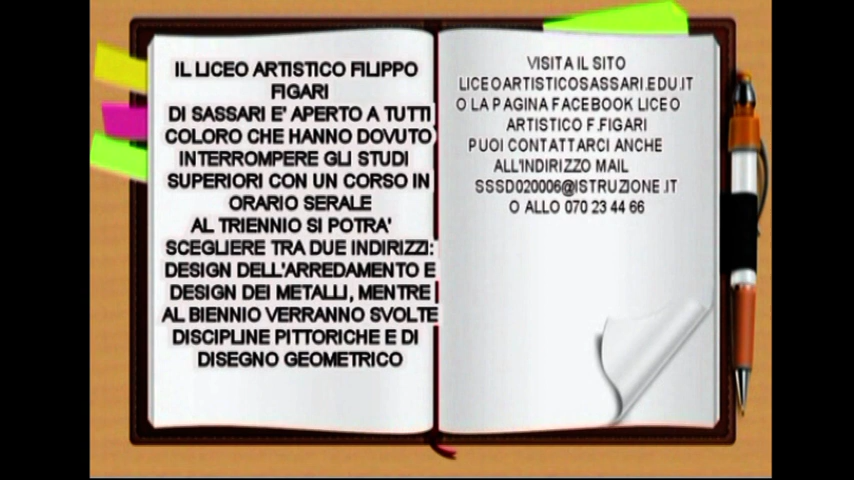 IL LICEO ARTISTICO FILIPPO
FIGARI
DI SASSARI E' APERTO A TUTTI
COLORO CHE HANNO DOVUTO
INTERROMPERE GLI STUDI
SUPERIORI CON UN CORSO IN
ORARIO SERALE
AL TRIENNIO SI POTRA'
SCEGLIERE TRA DUE INDIRIZZI:
DESIGN DELL'ARREDAMENTO E
DESIGN DEI METALLI, MENTRE
AL BIENNIO VERRANNO SVOLTE
DISCIPLINE PITTORICHE E DI
DISEGNO GEOMETRICO
VISITA IL SITO
LICEOARTISTICOSASSARI.EDU.IT
O LA PAGINA FACEBOOK LICEO
ARTISTICO F.FIGARI
PUOI CONTATTARCI ANCHE
ALL'INDIRIZZO MAIL
SSSD020006@ISTRUZIONE.IT
O ALLO 070 23 44 66